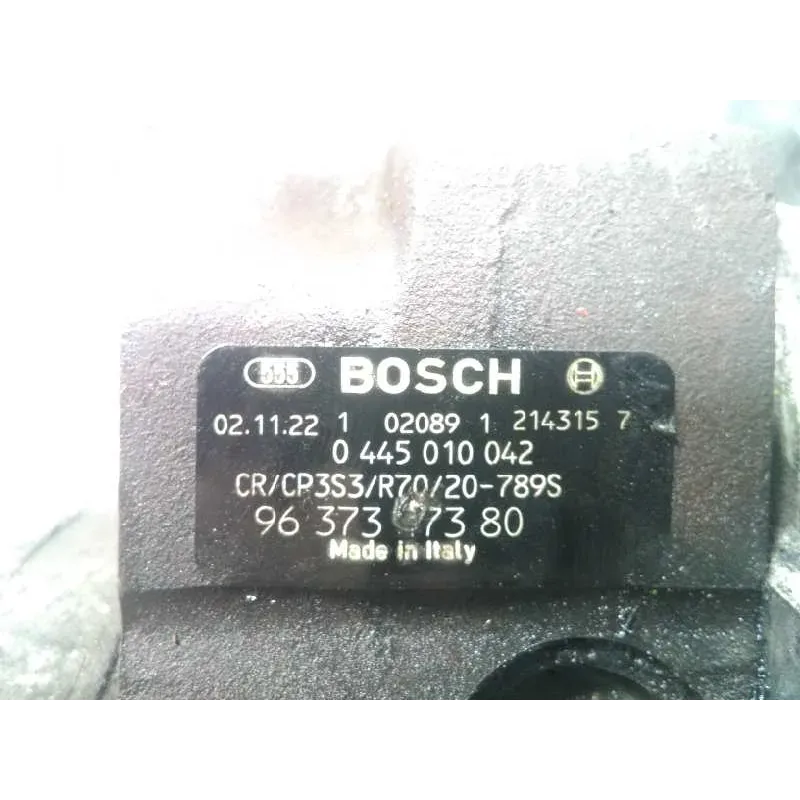 555 BOSCH
02.11.22 1 02089 1 214315 7
0 445 010 042
CR/CP3S3/R70/20-789S
96 373 80
Made in Italy